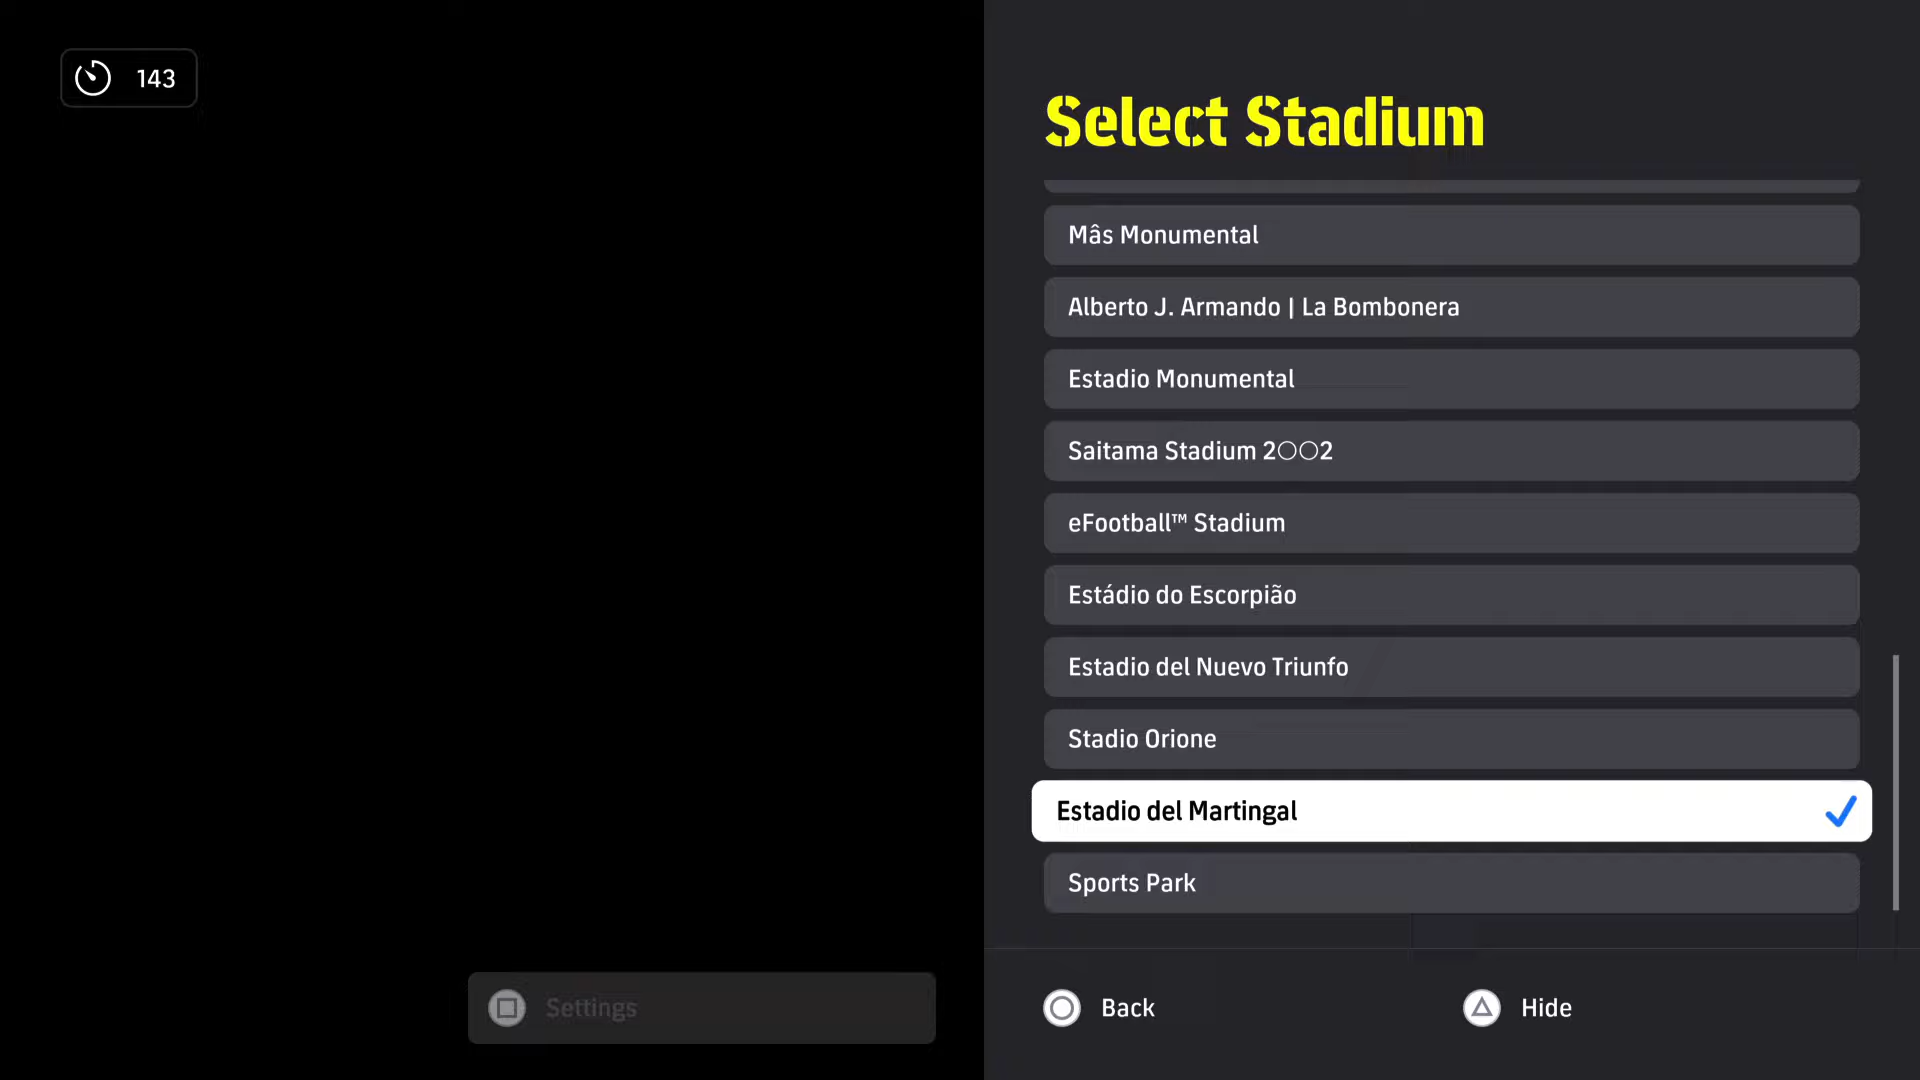 143
Select Stadium
Mâs Monumental
Alberto J. Armando | La Bombonera
Estadio Monumental
Saitama Stadium 2○○2
eFootball™ Stadium
Estádio do Escorpião
Estadio del Nuevo Triunfo
Stadio Orione
Estadio del Martingal
Sports Park
Settings
Back
Hide